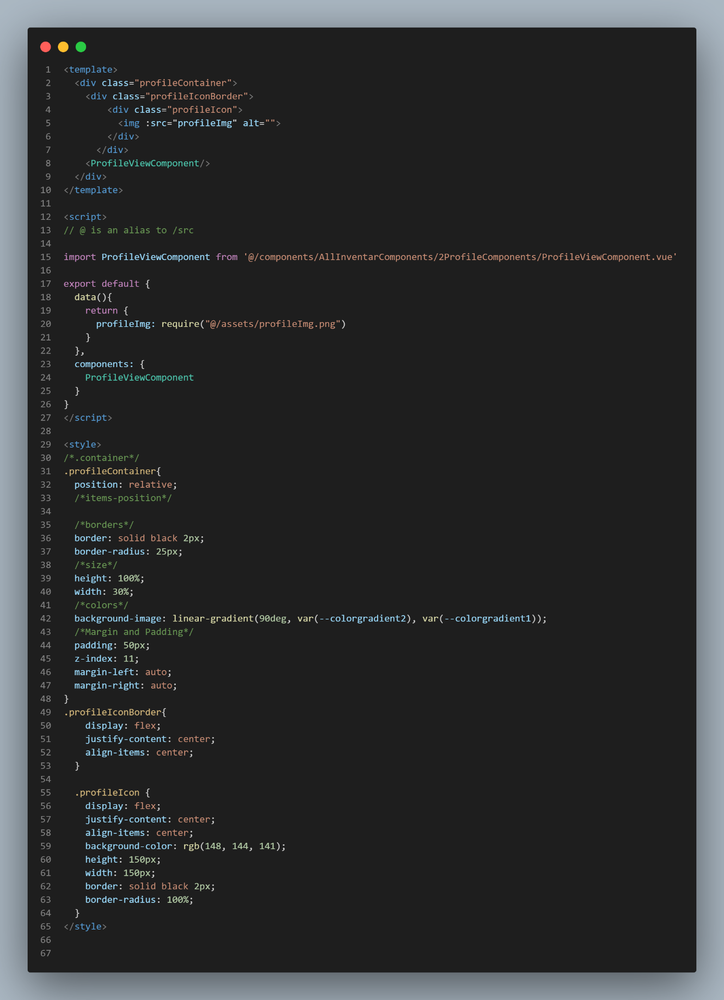 1 <template>
2   <div class="profileContainer">
3     <div class="profileIconBorder">
4         <div class="profileIcon">
5           <img :src="profileImg" alt="">
6         </div>
7       </div>
8     <ProfileViewComponent/>
9   </div>
10 </template>
11
12 <script>
13 // @ is an alias to /src
14
15 import ProfileViewComponent from '@/components/AllInventarComponents/2ProfileComponents/ProfileViewComponent.vue'
16
17 export default {
18   data(){
19     return {
20       profileImg: require("@/assets/profileImg.png")
21     }
22   },
23   components: {
24     ProfileViewComponent
25   }
26 }
27 </script>
28
29 <style>
30 /*.container*/
31 .profileContainer{
32   position: relative;
33   /*items-position*/
34
35   /*borders*/
36   border: solid black 2px;
37   border-radius: 25px;
38   /*size*/
39   height: 100%;
40   width: 30%;
41   /*colors*/
42   background-image: linear-gradient(90deg, var(--colorgradient2), var(--colorgradient1));
43   /*Margin and Padding*/
44   padding: 50px;
45   z-index: 11;
46   margin-left: auto;
47   margin-right: auto;
48 }
49 .profileIconBorder{
50     display: flex;
51     justify-content: center;
52     align-items: center;
53   }
54
55   .profileIcon {
56     display: flex;
57     justify-content: center;
58     align-items: center;
59     background-color: rgb(148, 144, 141);
60     height: 150px;
61     width: 150px;
62     border: solid black 2px;
63     border-radius: 100%;
64   }
65 </style>
66
67